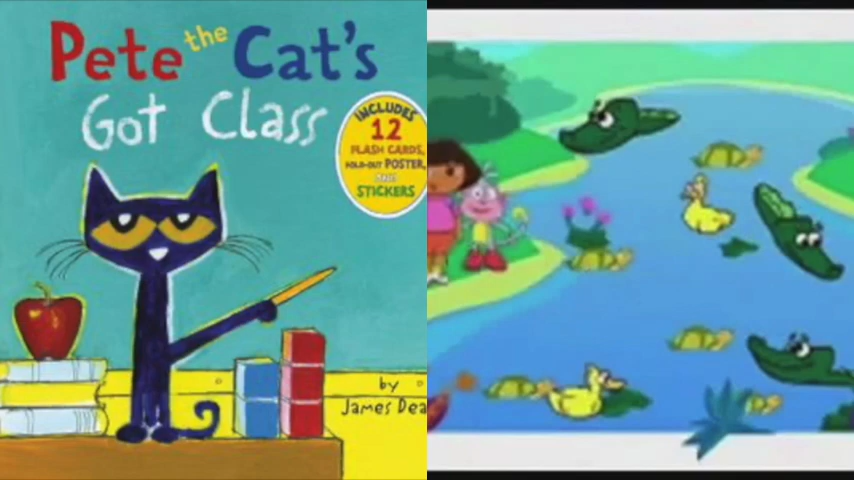 Pete the Cat's
Got Class
INCLUDES
12
FLASH CARDS,
FOLD-OUT POSTER,
AND
STICKERS
by
James Dea